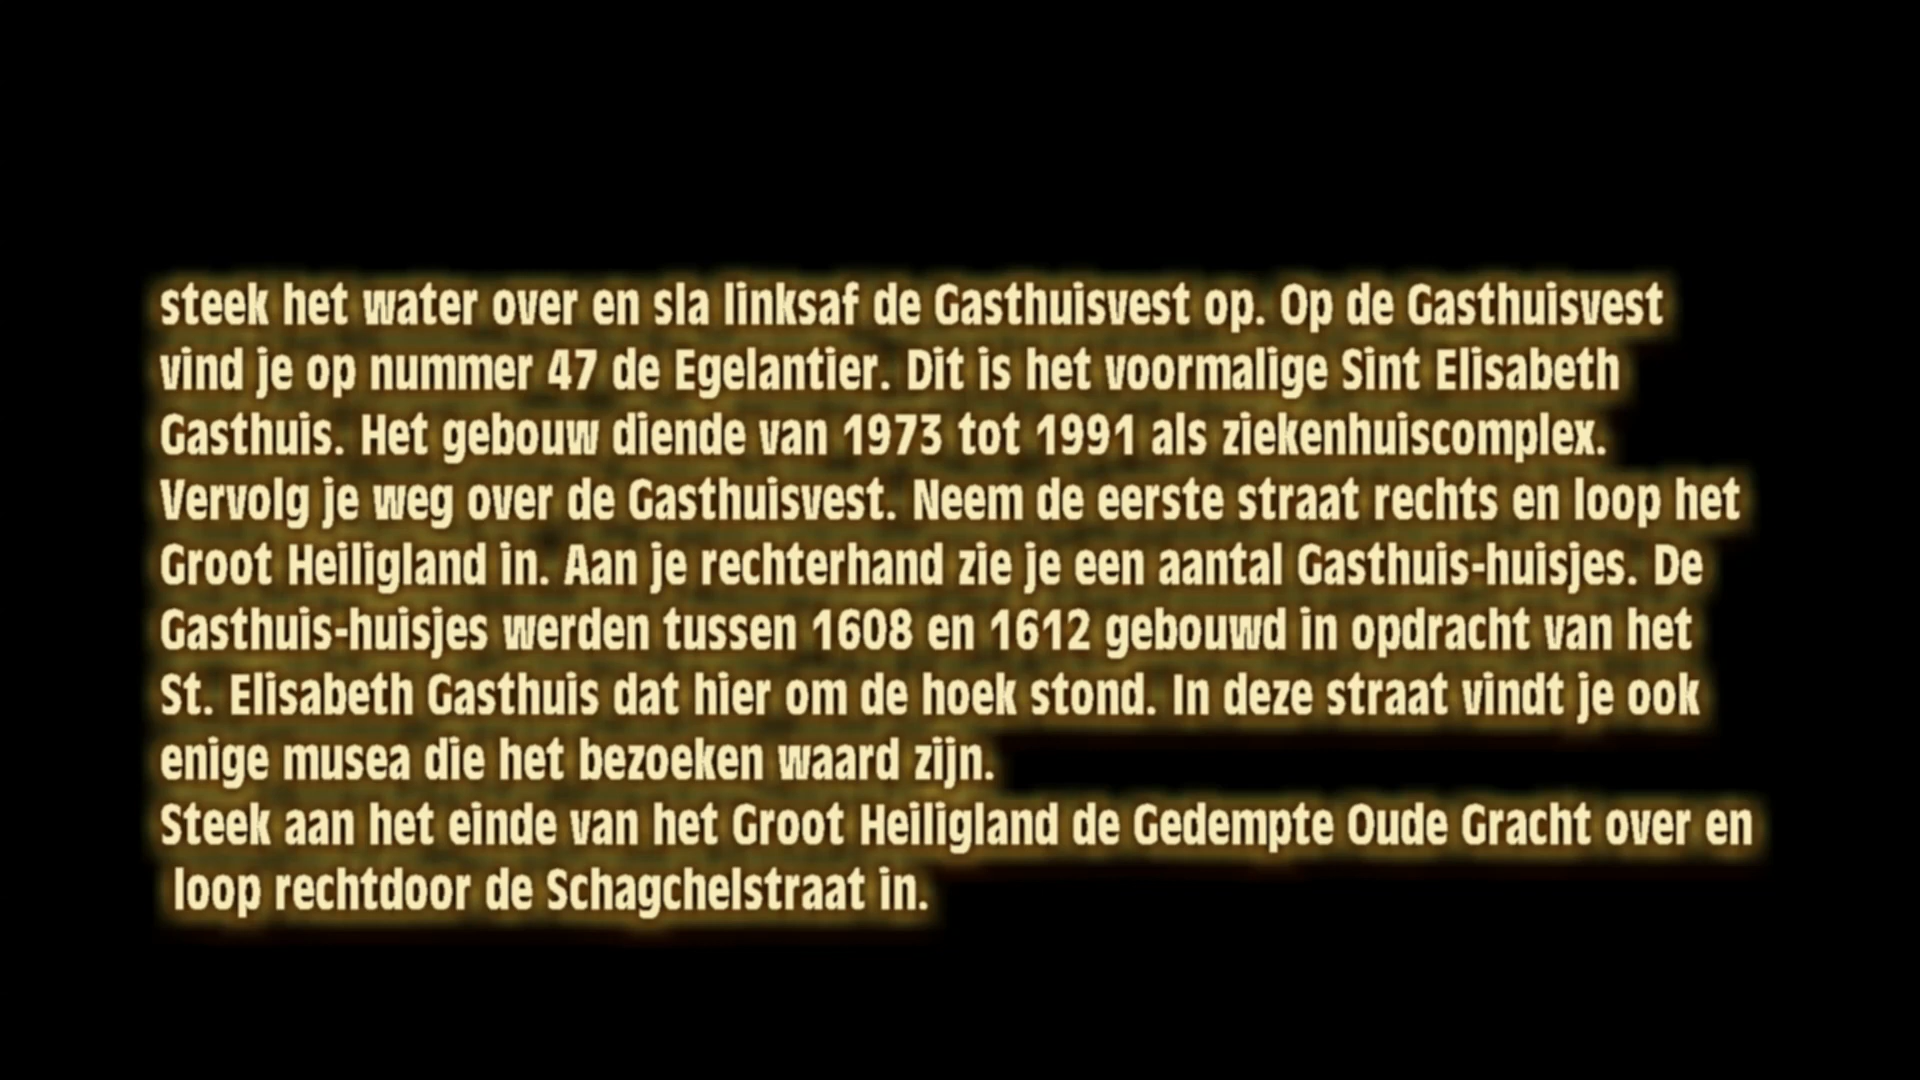 steek het water over en sla linksaf de Gasthuisvest op. Op de Gasthuisvest
vind je op nummer 47 de Egelantier. Dit is het voormalige Sint Elisabeth
Gasthuis. Het gebouw diende van 1973 tot 1991 als ziekenhuiscomplex.
Vervolg je weg over de Gasthuisvest. Neem de eerste straat rechts en loop het
Groot Heiligland in. Aan je rechterhand zie je een aantal Gasthuis-huisjes. De
Gasthuis-huisjes werden tussen 1608 en 1612 gebouwd in opdracht van het
St. Elisabeth Gasthuis dat hier om de hoek stond. In deze straat vindt je ook
enige musea die het bezoeken waard zijn.
Steek aan het einde van het Groot Heiligland de Gedempte Oude Gracht over en
loop rechtdoor de Schagchelstraat in.